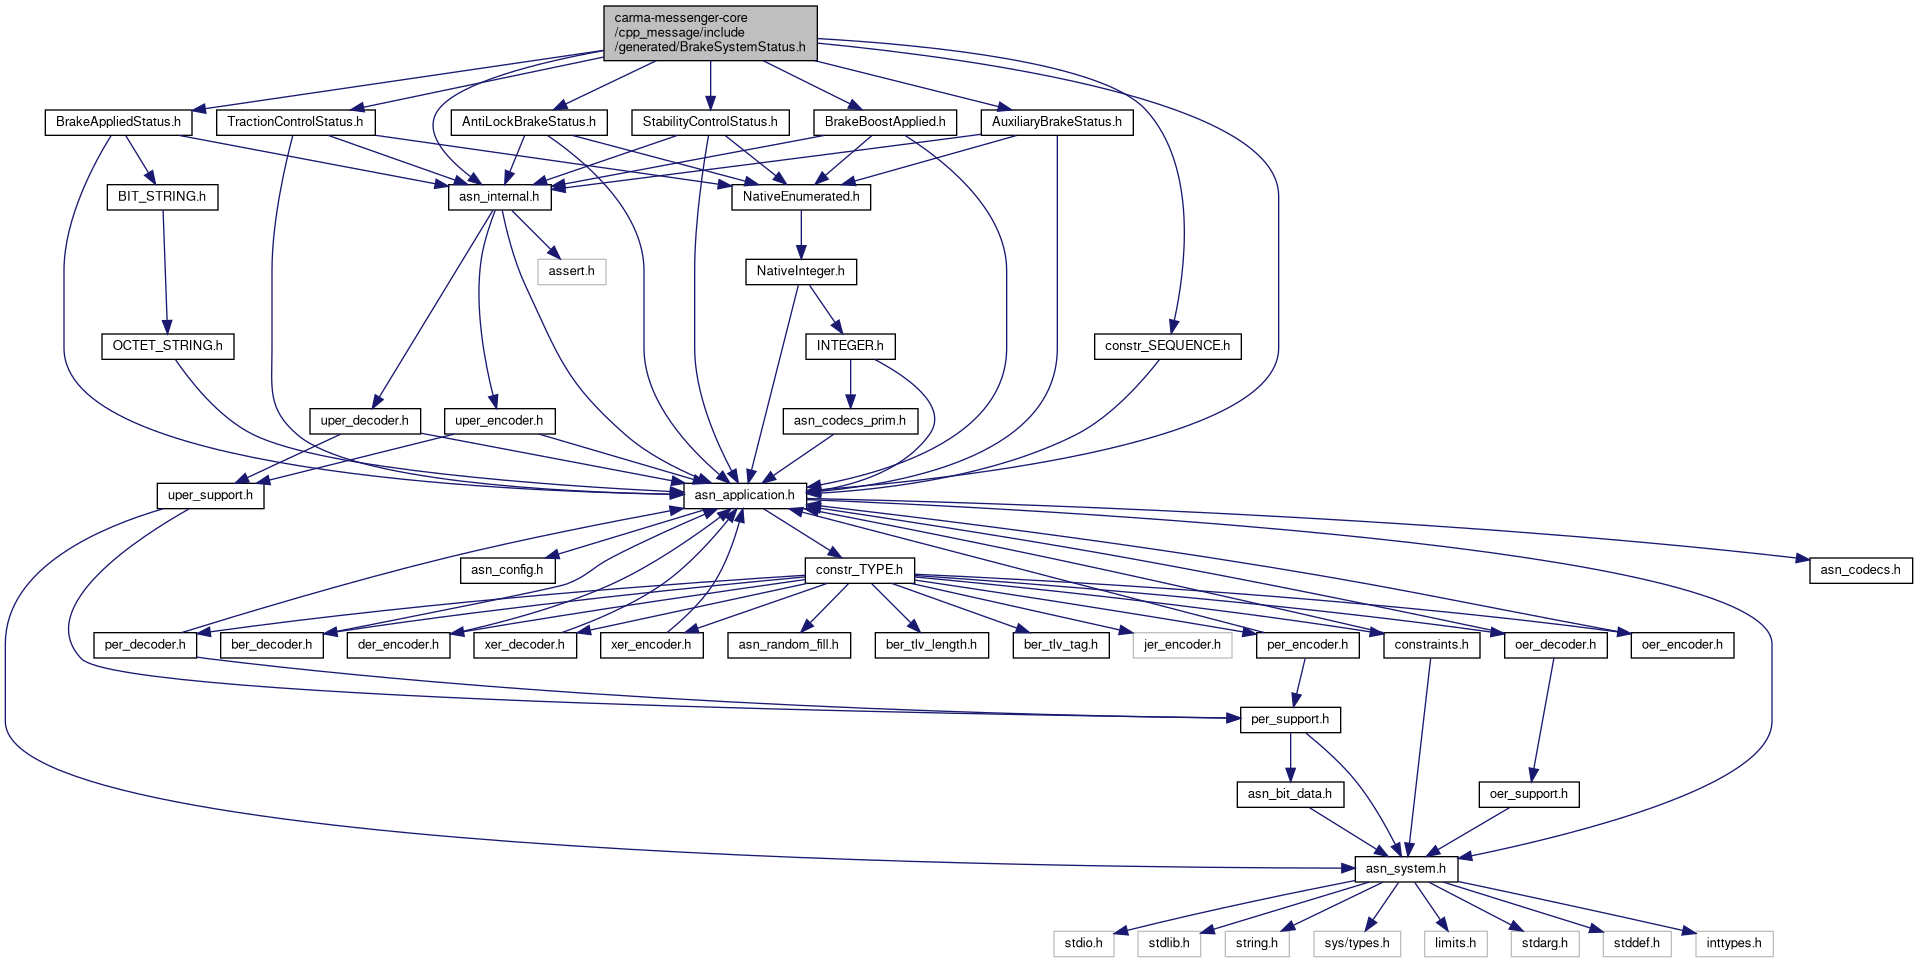 carma-messenger-core
/cpp_message/include
/generated/BrakeSystemStatus.h
BrakeAppliedStatus.h
TractionControlStatus.h
AntiLockBrakeStatus.h
StabilityControlStatus.h
BrakeBoostApplied.h
AuxiliaryBrakeStatus.h
BIT_STRING.h
asn_internal.h
NativeEnumerated.h
assert.h
NativeInteger.h
OCTET_STRING.h
INTEGER.h
constr_SEQUENCE.h
uper_decoder.h
uper_encoder.h
asn_codecs_prim.h
uper_support.h
asn_application.h
asn_config.h
constr_TYPE.h
asn_codecs.h
per_decoder.h
ber_decoder.h
der_encoder.h
xer_decoder.h
xer_encoder.h
asn_random_fill.h
ber_tlv_length.h
ber_tlv_tag.h
jer_encoder.h
per_encoder.h
constraints.h
oer_decoder.h
oer_encoder.h
per_support.h
asn_bit_data.h
oer_support.h
asn_system.h
stdio.h
stdlib.h
string.h
sys/types.h
limits.h
stdarg.h
stddef.h
inttypes.h